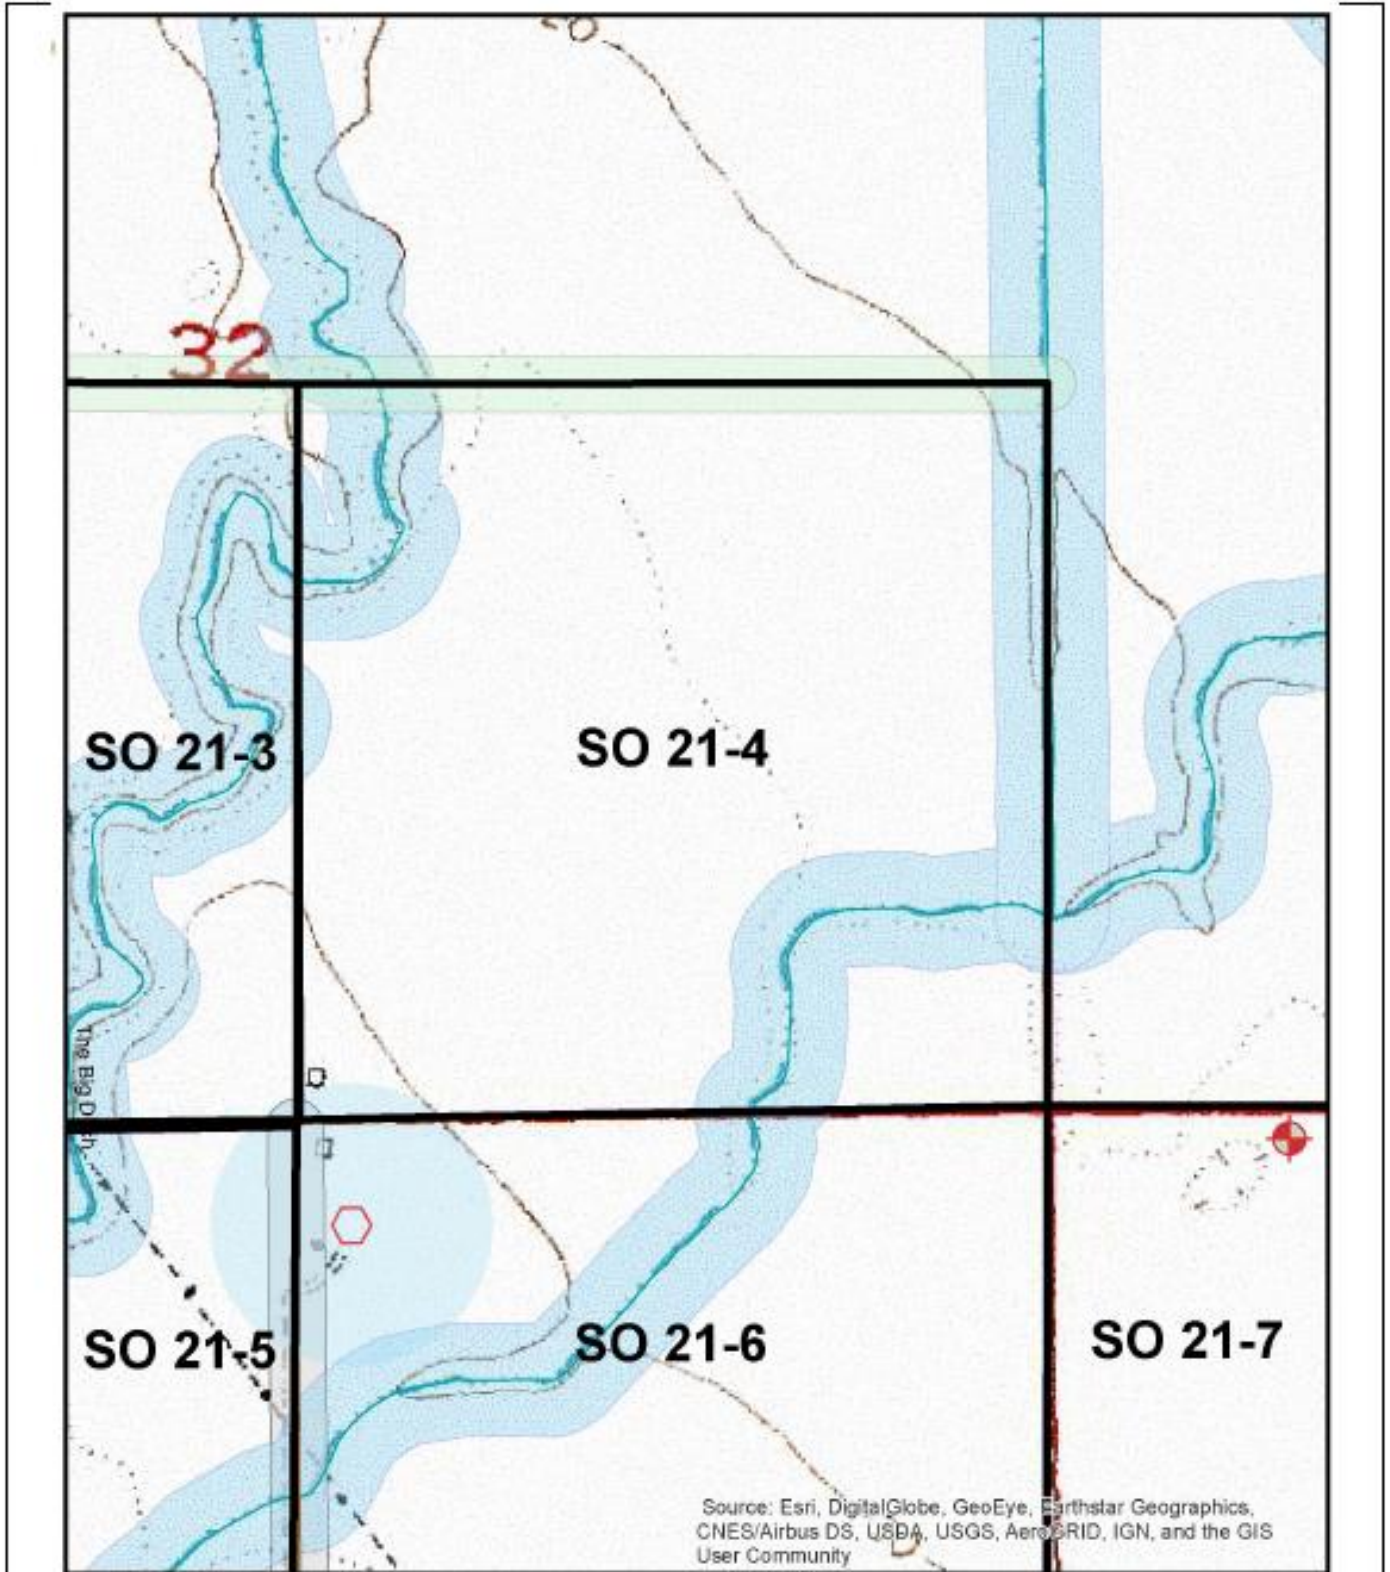 32
SO 21-3
SO 21-4
The Big Ditch
SO 21-5
SO 21-6
SO 21-7
Source: Esri, DigitalGlobe, GeoEye, Earthstar Geographics,
CNES/Airbus DS, USDA, USGS, AeroGRID, IGN, and the GIS
User Community